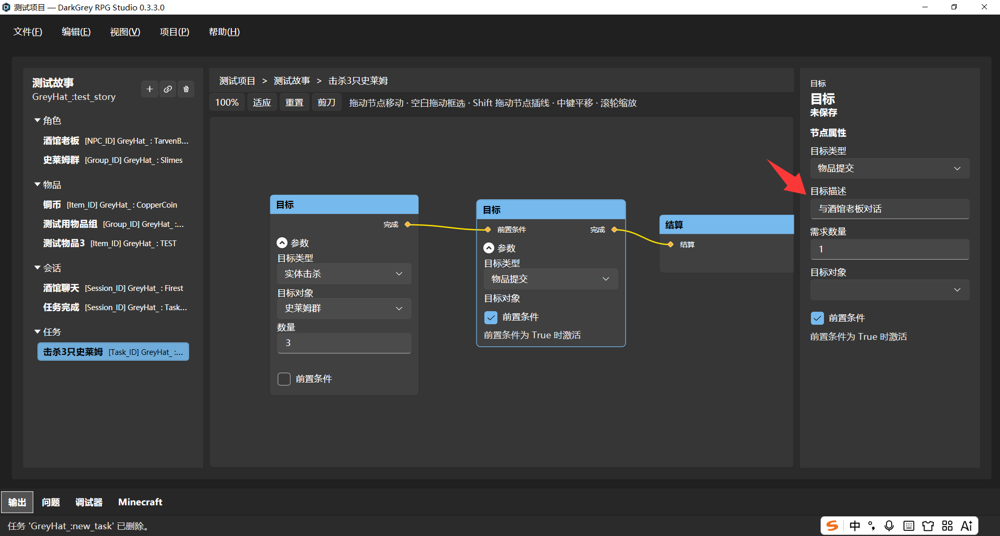 测试项目 — DarkGrey RPG Studio 0.3.3.0
文件(F) 编辑(E) 视图(V) 项目(P) 帮助(H)
测试故事
GreyHat_:test_story
角色
酒馆老板 [NPC_ID] GreyHat_ : TarvenB...
史莱姆群 [Group_ID] GreyHat_ : Slimes
物品
铜币 [Item_ID] GreyHat_ : CopperCoin
测试用物品组 [Group_ID] GreyHat_ :...
测试物品3 [Item_ID] GreyHat_ : TEST
会话
酒馆聊天 [Session_ID] GreyHat_ : Firest
任务完成 [Session_ID] GreyHat_ : Task...
任务
击杀3只史莱姆 [Task_ID] GreyHat_ :...
测试项目 > 测试故事 > 击杀3只史莱姆
100% 适应 重置 剪刀 拖动节点移动 · 空白拖动框选 · Shift 拖动节点插线 · 中键平移 · 滚轮缩放
目标
完成
参数
目标类型
实体击杀
目标对象
史莱姆群
数量
3
前置条件
目标
前置条件 完成
参数
目标类型
物品提交
目标对象
前置条件
前置条件为 True 时激活
结算
结算
目标
目标
未保存
节点属性
目标类型
物品提交
目标描述
与酒馆老板对话
需求数量
1
目标对象
前置条件
前置条件为 True 时激活
输出 问题 调试器 Minecraft
任务 'GreyHat_:new_task' 已删除。
S 中 Ai